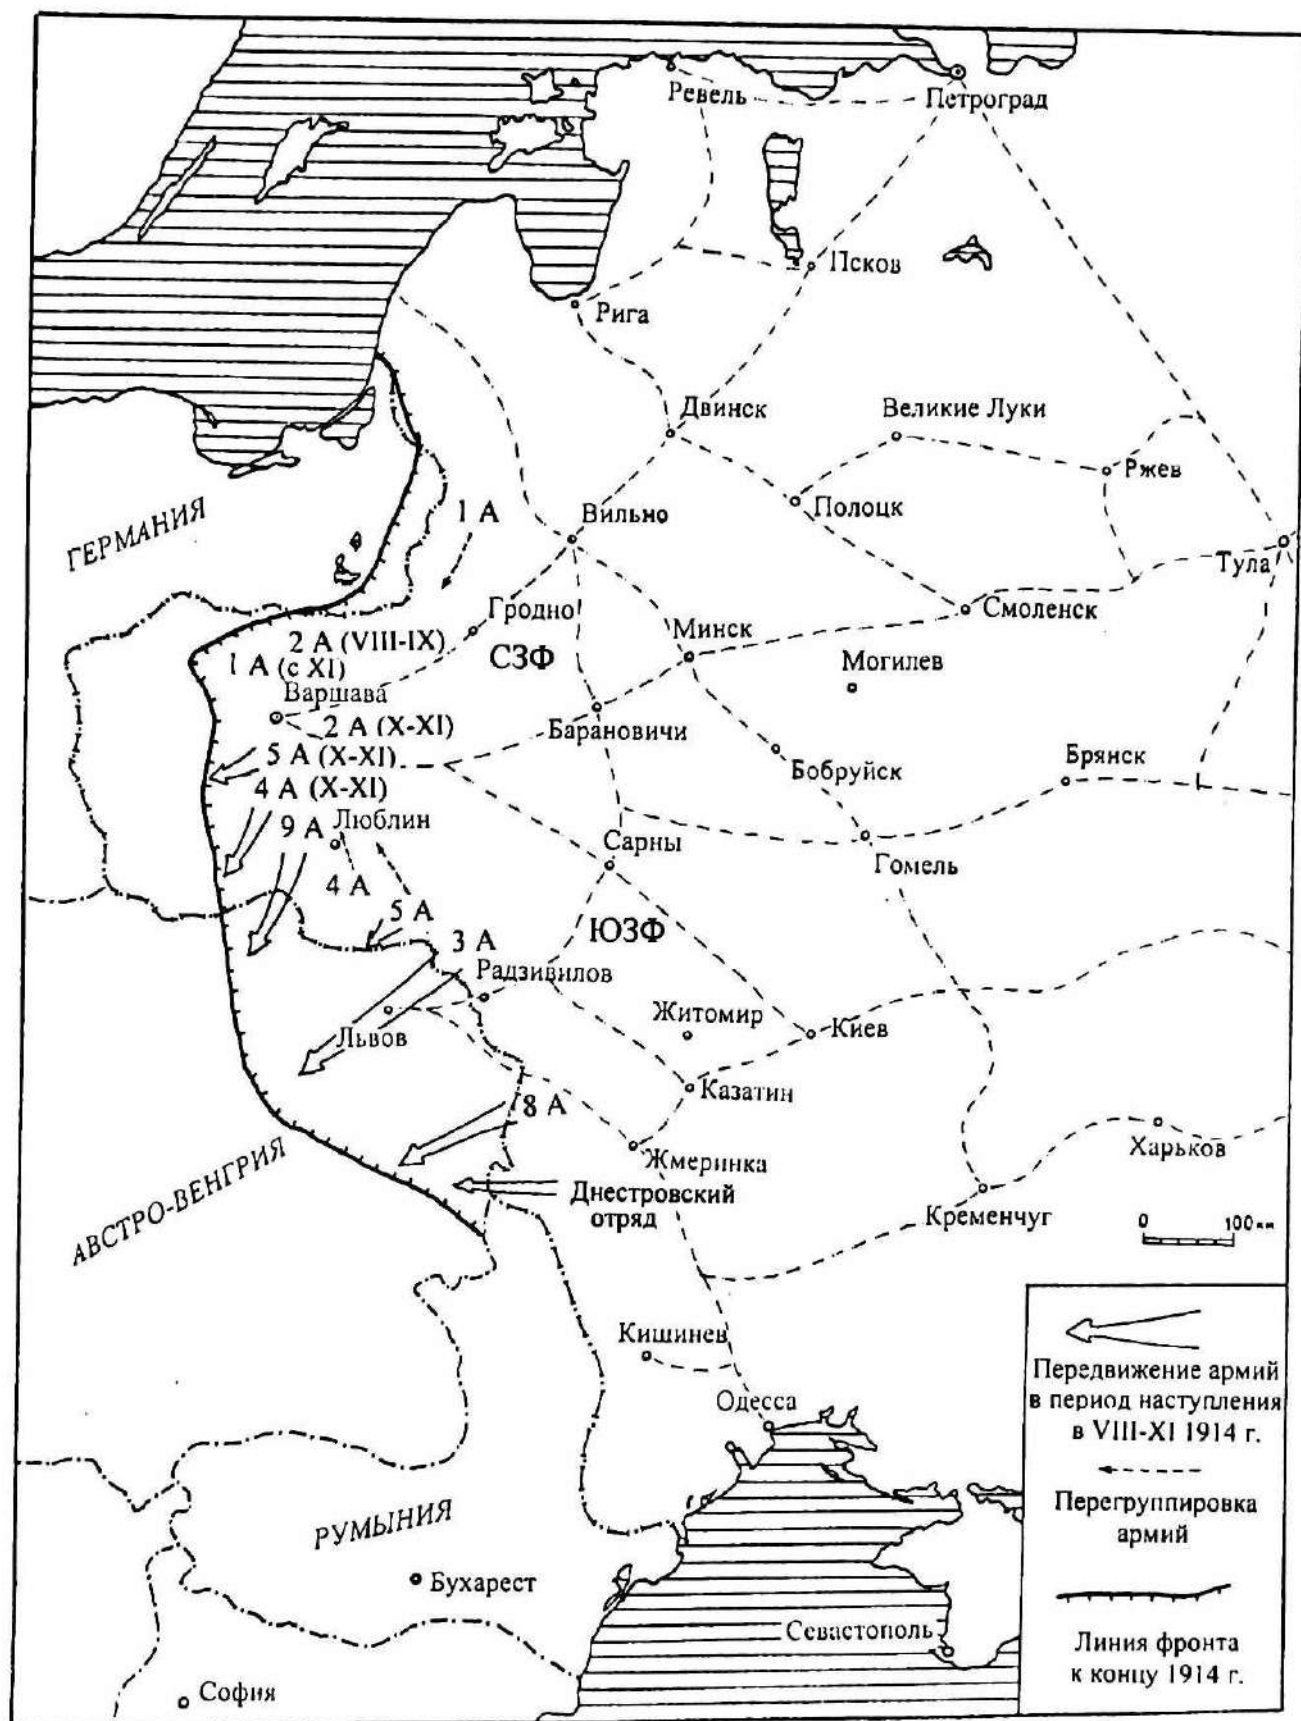 Ревель
Петроград
Псков
Рига
Двинск
Великие Луки
Ржев
Полоцк
Вильно
1 А
ГЕРМАНИЯ
Тула
Смоленск
Гродно
Минск
2 А (VIII-IX)
СЗФ
1 А (с XI)
Могилев
Варшава
2 А (X-XI)
Барановичи
5 А (X-XI)
Бобруйск
Брянск
4 А (X-XI)
9 А
Люблин
Сарны
Гомель
4 А
5 А
ЮЗФ
3 А
Радзивилов
Житомир
Киев
Львов
Казатин
8 А
Харьков
Жмеринка
АВСТРО-ВЕНГРИЯ
Днестровский
отряд
Кременчуг
0 100 км
Кишинев
Одесса
Передвижение армий
в период наступления
в VIII-XI 1914 г.
Перегруппировка
армий
РУМЫНИЯ
Бухарест
Севастополь
Линия фронта
к концу 1914 г.
София